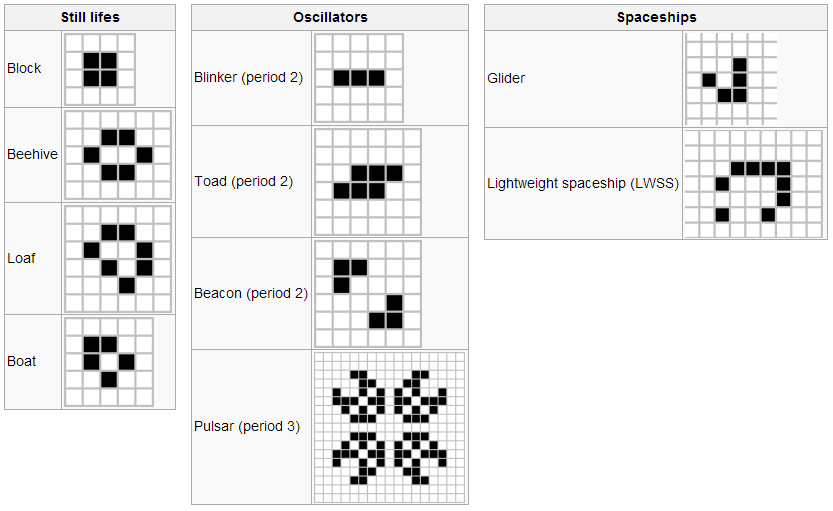 Still lifes
Block
Beehive
Loaf
Boat
Oscillators
Blinker (period 2)
Toad (period 2)
Beacon (period 2)
Pulsar (period 3)
Spaceships
Glider
Lightweight spaceship (LWSS)